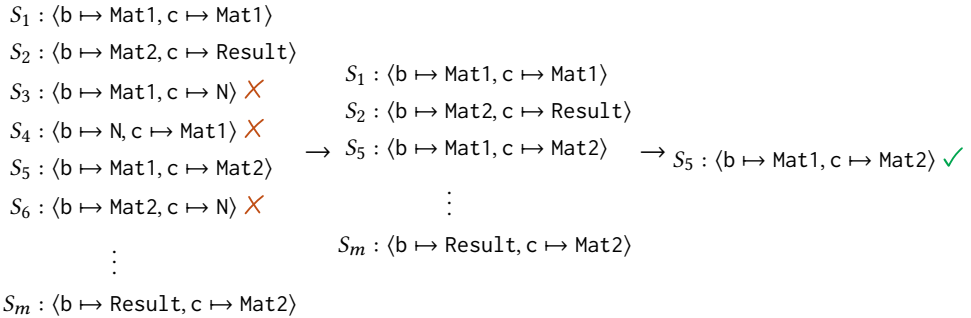 S₁ : ⟨b ↦ Mat1, c ↦ Mat1⟩
S₂ : ⟨b ↦ Mat2, c ↦ Result⟩
S₃ : ⟨b ↦ Mat1, c ↦ N⟩ ✗
S₄ : ⟨b ↦ N, c ↦ Mat1⟩ ✗
S₅ : ⟨b ↦ Mat1, c ↦ Mat2⟩
S₆ : ⟨b ↦ Mat2, c ↦ N⟩ ✗
⋮
Sₘ : ⟨b ↦ Result, c ↦ Mat2⟩
→
S₁ : ⟨b ↦ Mat1, c ↦ Mat1⟩
S₂ : ⟨b ↦ Mat2, c ↦ Result⟩
S₅ : ⟨b ↦ Mat1, c ↦ Mat2⟩
⋮
Sₘ : ⟨b ↦ Result, c ↦ Mat2⟩
→
S₅ : ⟨b ↦ Mat1, c ↦ Mat2⟩ ✓